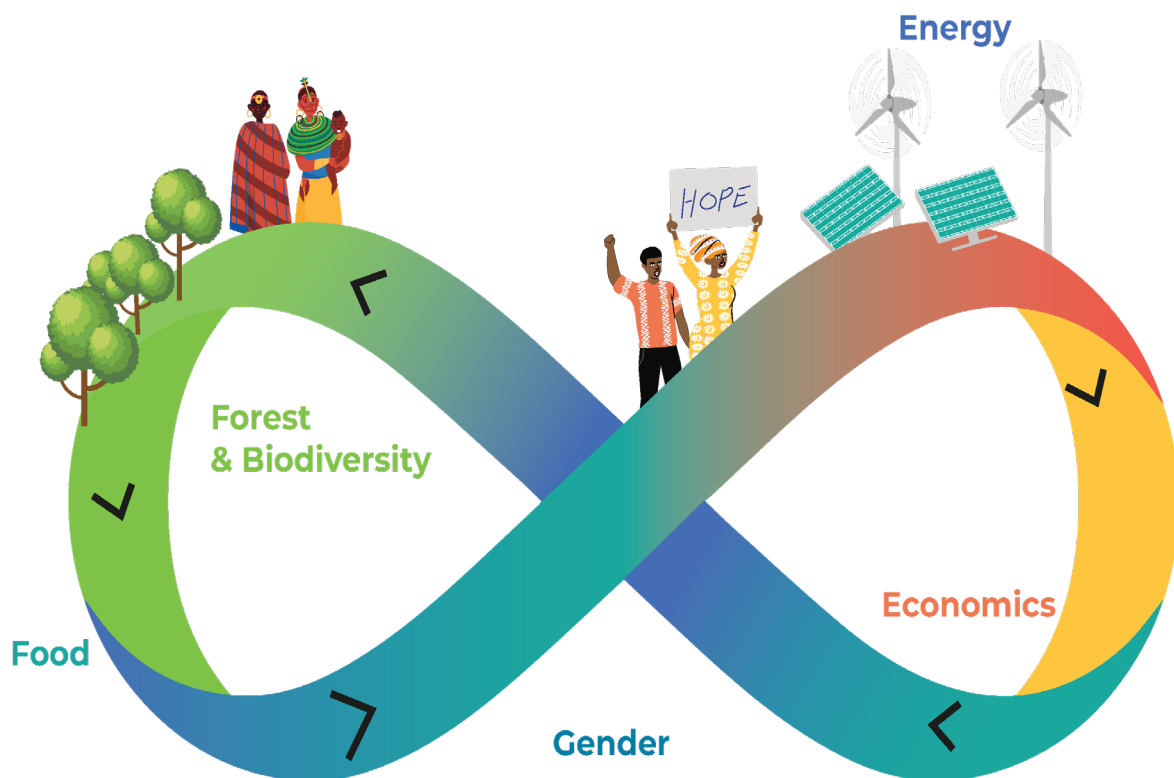 Energy
HOPE
Forest
& Biodiversity
Economics
Food
Gender